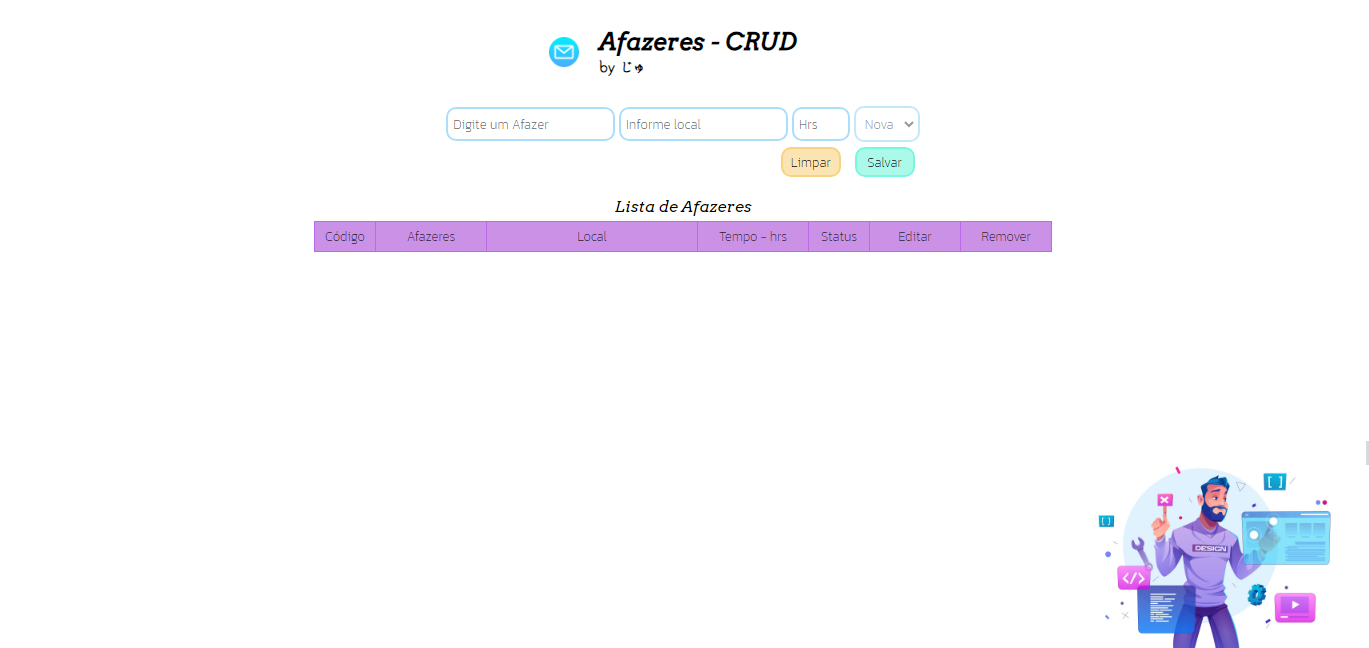 Afazeres - CRUD
by じゅ
Digite um Afazer Informe local Hrs Nova
Limpar Salvar
Lista de Afazeres
Código Afazeres Local Tempo - hrs Status Editar Remover
[ ]
{ }
DESIGN
</>